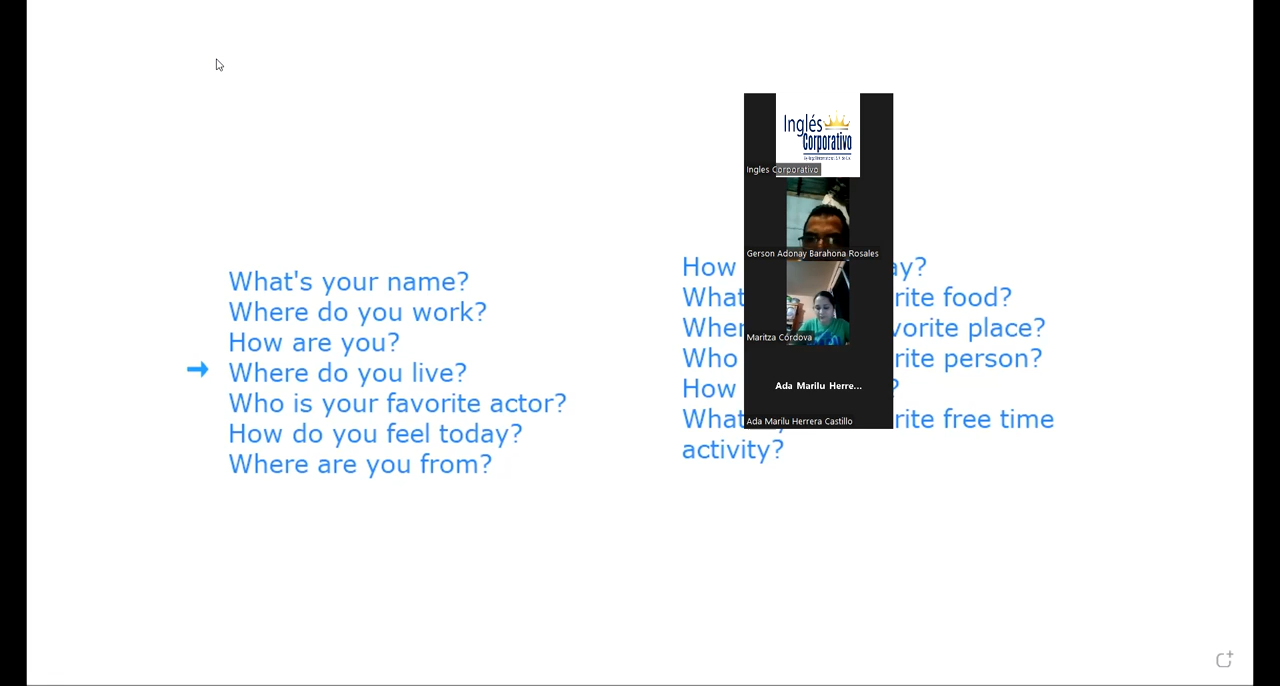 What's your name?
Where do you work?
How are you?
Where do you live?
Who is your favorite actor?
How do you feel today?
Where are you from?
Inglés
Corporativo
Ingles Corporativo
Gerson Adonay Barahona Rosales
Maritza Córdova
Ada Marilu Herre...
Ada Marilu Herrera Castillo
How ay?
What rite food?
Wher vorite place?
Who rite person?
How ?
What rite free time
activity?